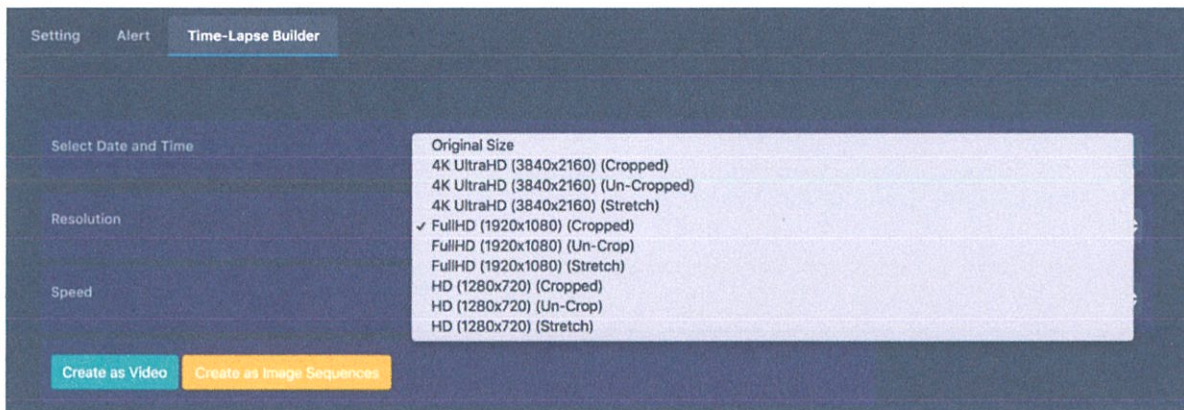 Setting Alert Time-Lapse Builder
Select Date and Time
Original Size
4K UltraHD (3840x2160) (Cropped)
4K UltraHD (3840x2160) (Un-Cropped)
4K UltraHD (3840x2160) (Stretch)
Resolution
✓ FullHD (1920x1080) (Cropped)
FullHD (1920x1080) (Un-Crop)
FullHD (1920x1080) (Stretch)
HD (1280x720) (Cropped)
Speed
HD (1280x720) (Un-Crop)
HD (1280x720) (Stretch)
Create as Video Create as Image Sequences